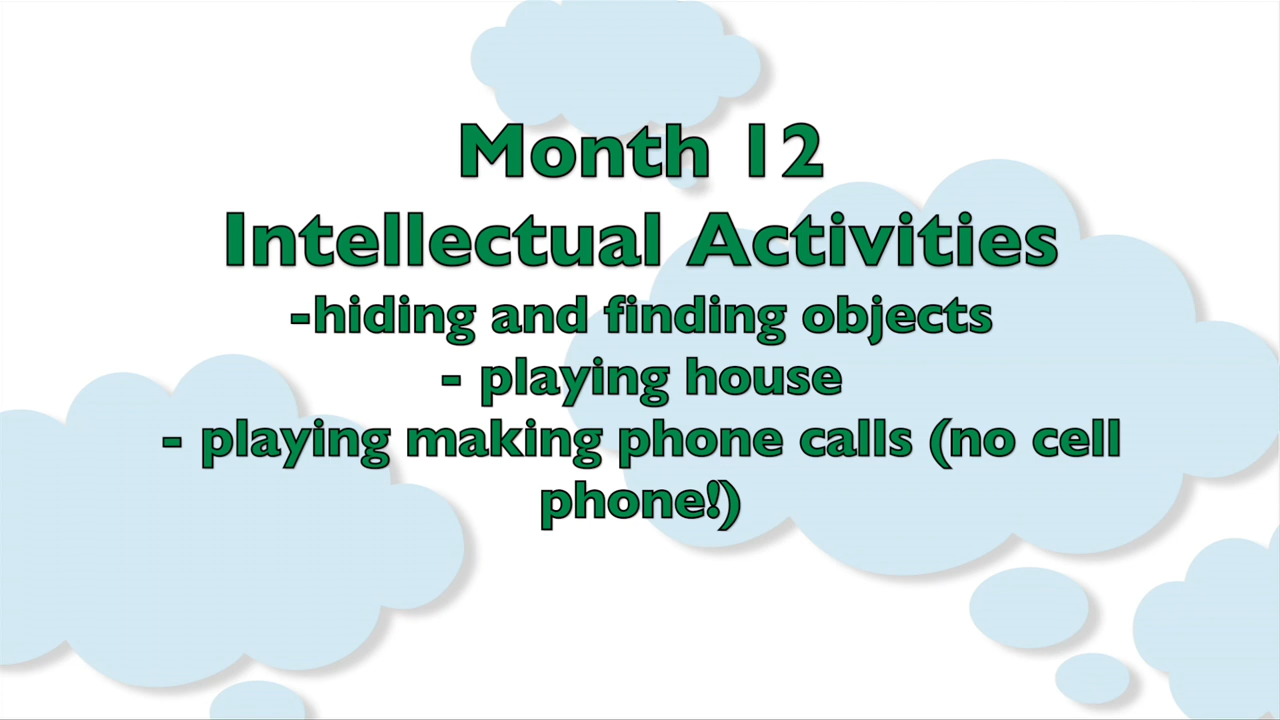 Month 12
Intellectual Activities
-hiding and finding objects
- playing house
- playing making phone calls (no cell
phone!)